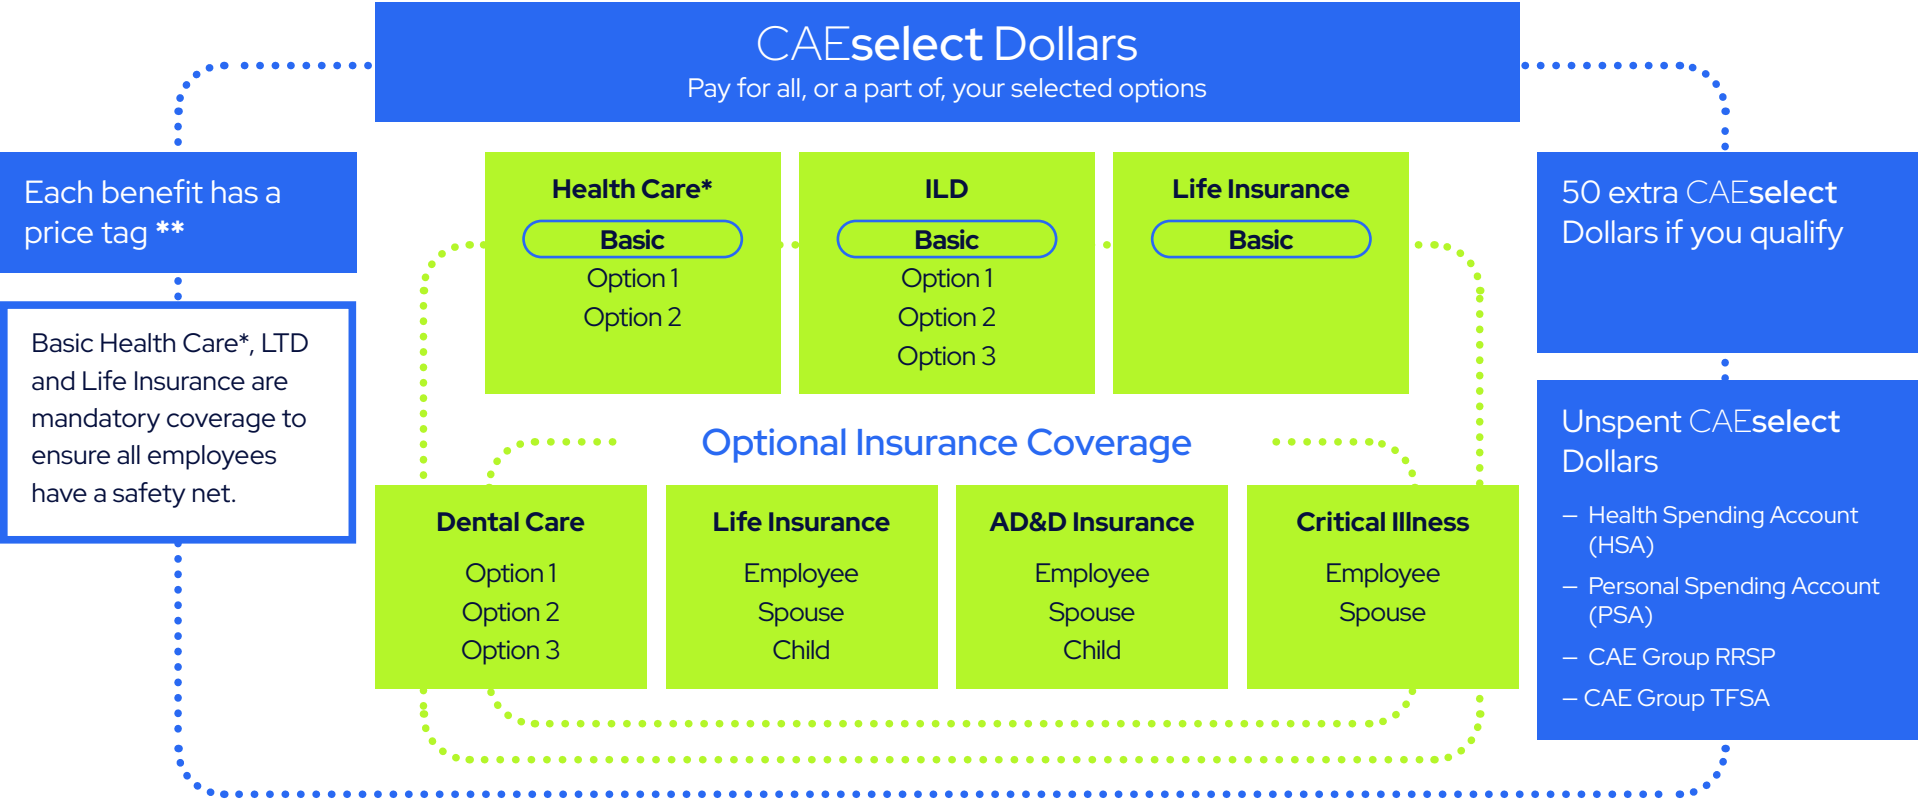 CAEselect Dollars
Pay for all, or a part of, your selected options
Each benefit has a
price tag **
Basic Health Care*, LTD
and Life Insurance are
mandatory coverage to
ensure all employees
have a safety net.
Health Care*
Basic
Option 1
Option 2
ILD
Basic
Option 1
Option 2
Option 3
Life Insurance
Basic
Optional Insurance Coverage
Dental Care
Option 1
Option 2
Option 3
Life Insurance
Employee
Spouse
Child
AD&D Insurance
Employee
Spouse
Child
Critical Illness
Employee
Spouse
50 extra CAEselect
Dollars if you qualify
Unspent CAEselect
Dollars
– Health Spending Account
(HSA)
– Personal Spending Account
(PSA)
– CAE Group RRSP
– CAE Group TFSA